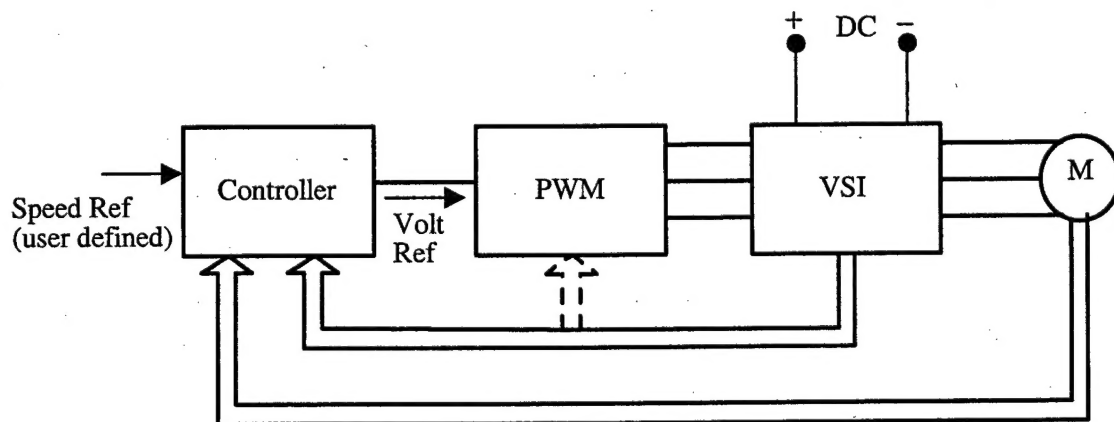 + DC −
Controller
PWM
VSI
M
Speed Ref
(user defined)
Volt
Ref